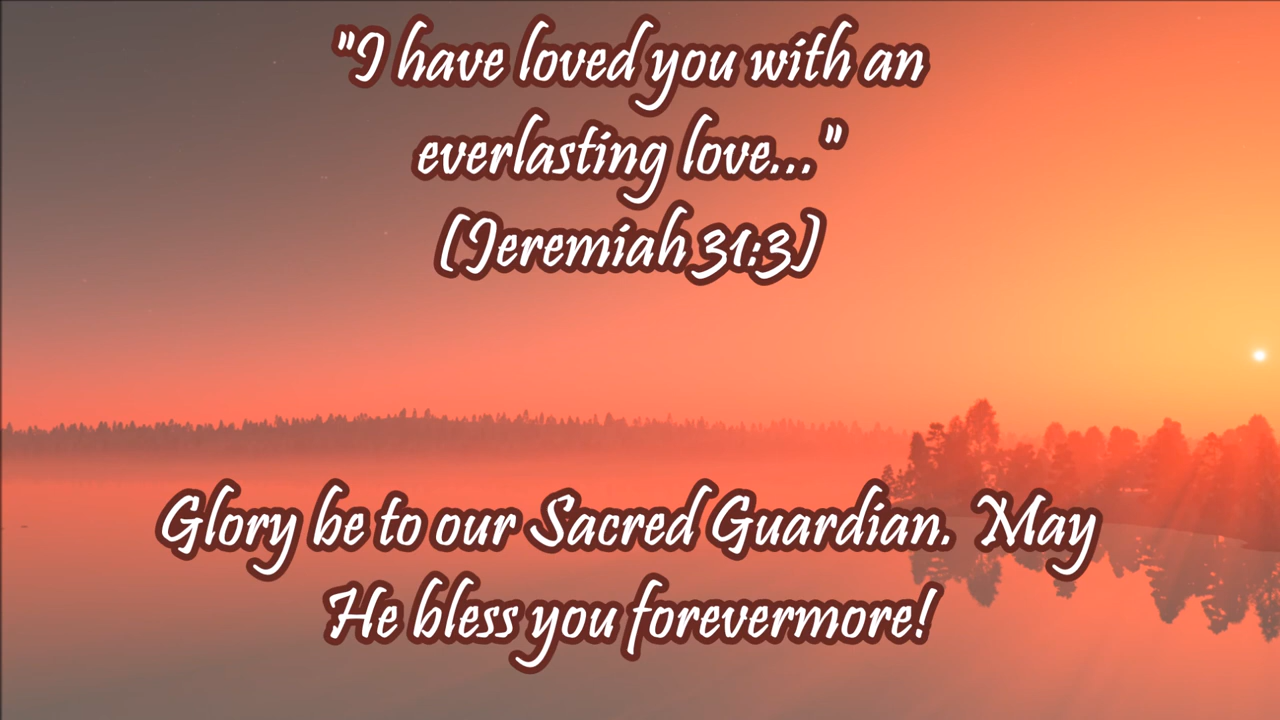 "I have loved you with an
everlasting love..."
(Jeremiah 31:3)
Glory be to our Sacred Guardian. May
He bless you forevermore!